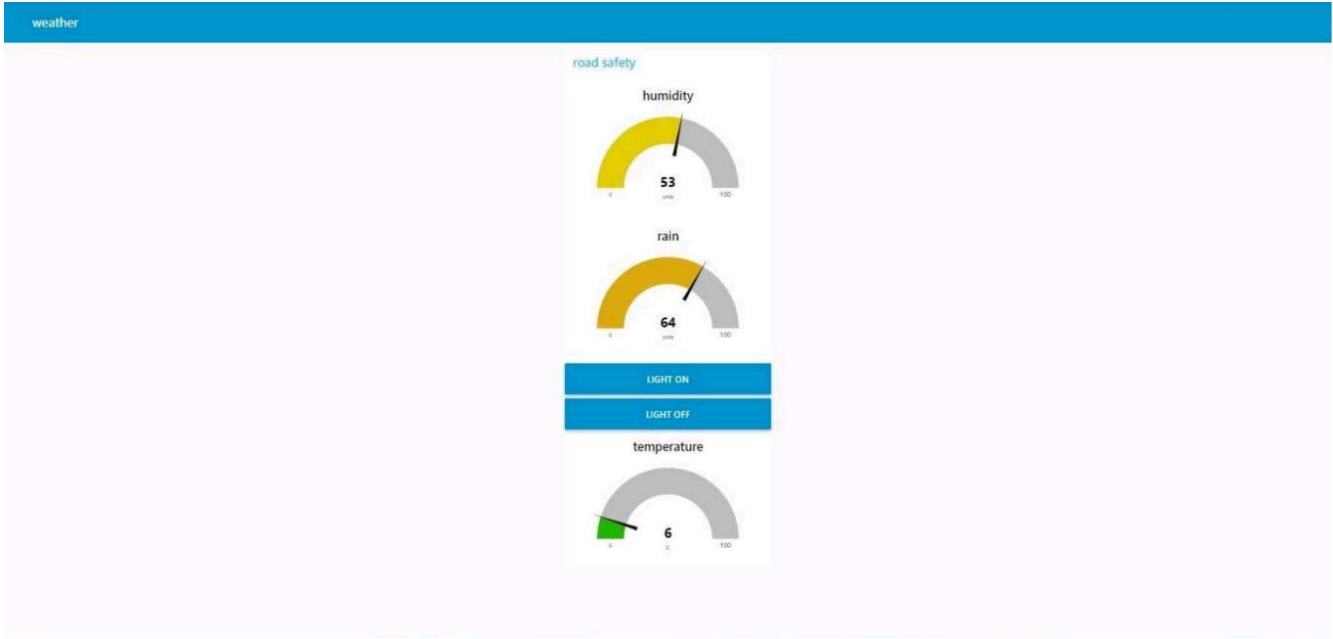 weather
road safety
humidity
53
units
0 100
rain
64
units
0 100
LIGHT ON
LIGHT OFF
temperature
6
C
0 100